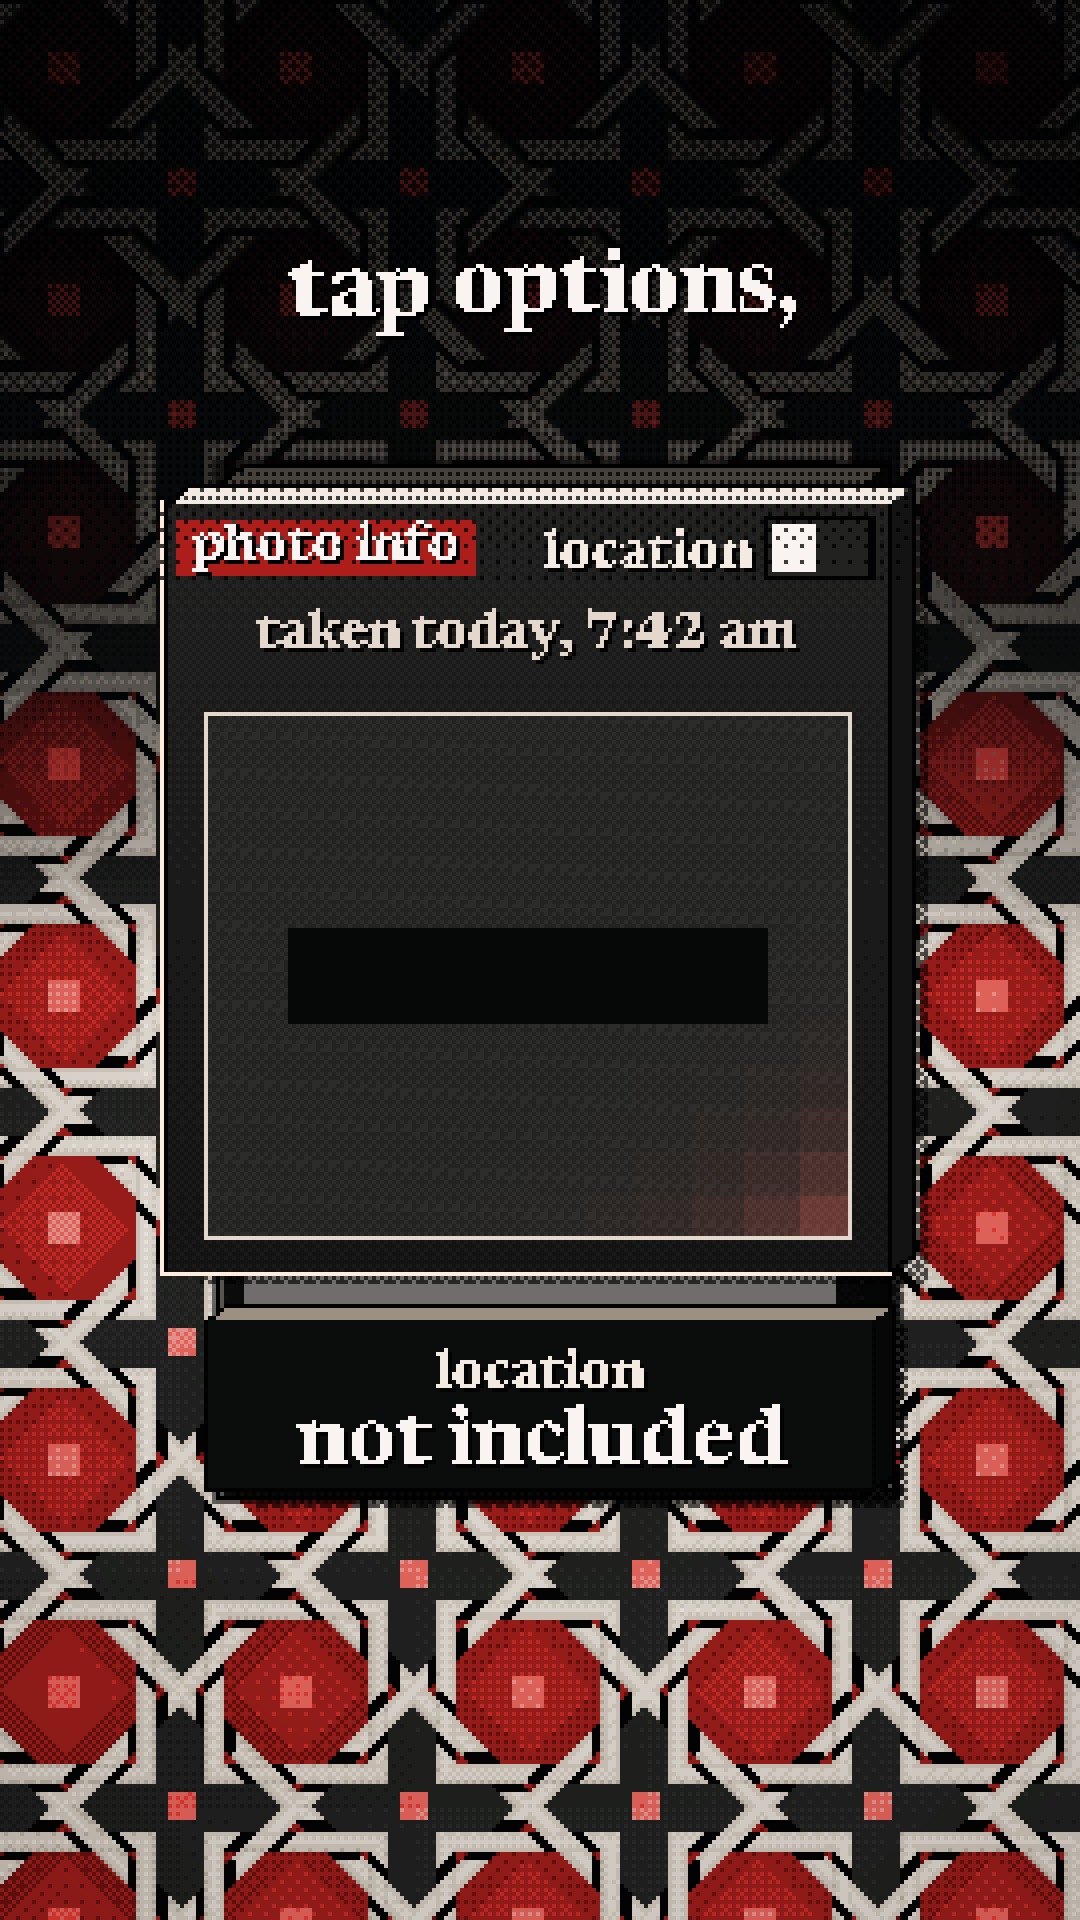 tap options,
photo info
location
taken today, 7:42 am
location
not included